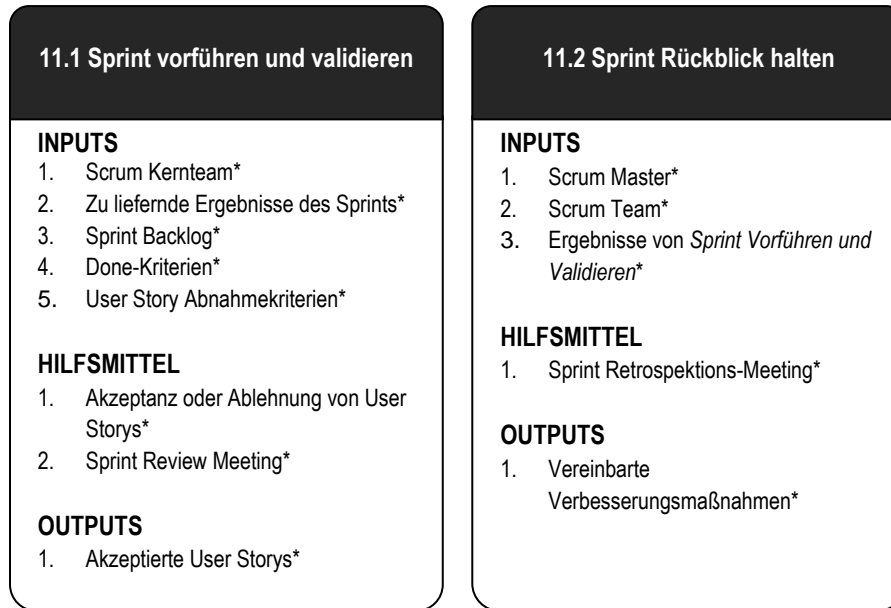 11.1 Sprint vorführen und validieren
INPUTS
1. Scrum Kernteam*
2. Zu liefernde Ergebnisse des Sprints*
3. Sprint Backlog*
4. Done-Kriterien*
5. User Story Abnahmekriterien*
HILFSMITTEL
1. Akzeptanz oder Ablehnung von User
Storys*
2. Sprint Review Meeting*
OUTPUTS
1. Akzeptierte User Storys*
11.2 Sprint Rückblick halten
INPUTS
1. Scrum Master*
2. Scrum Team*
3. Ergebnisse von Sprint Vorführen und
Validieren*
HILFSMITTEL
1. Sprint Retrospektions-Meeting*
OUTPUTS
1. Vereinbarte
Verbesserungsmaßnahmen*